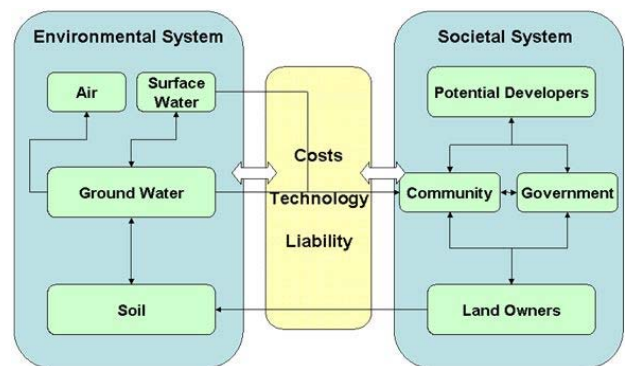 Environmental System
Societal System
Air
Surface
Water
Potential Developers
Costs
Ground Water
Technology
Community
Government
Liability
Soil
Land Owners